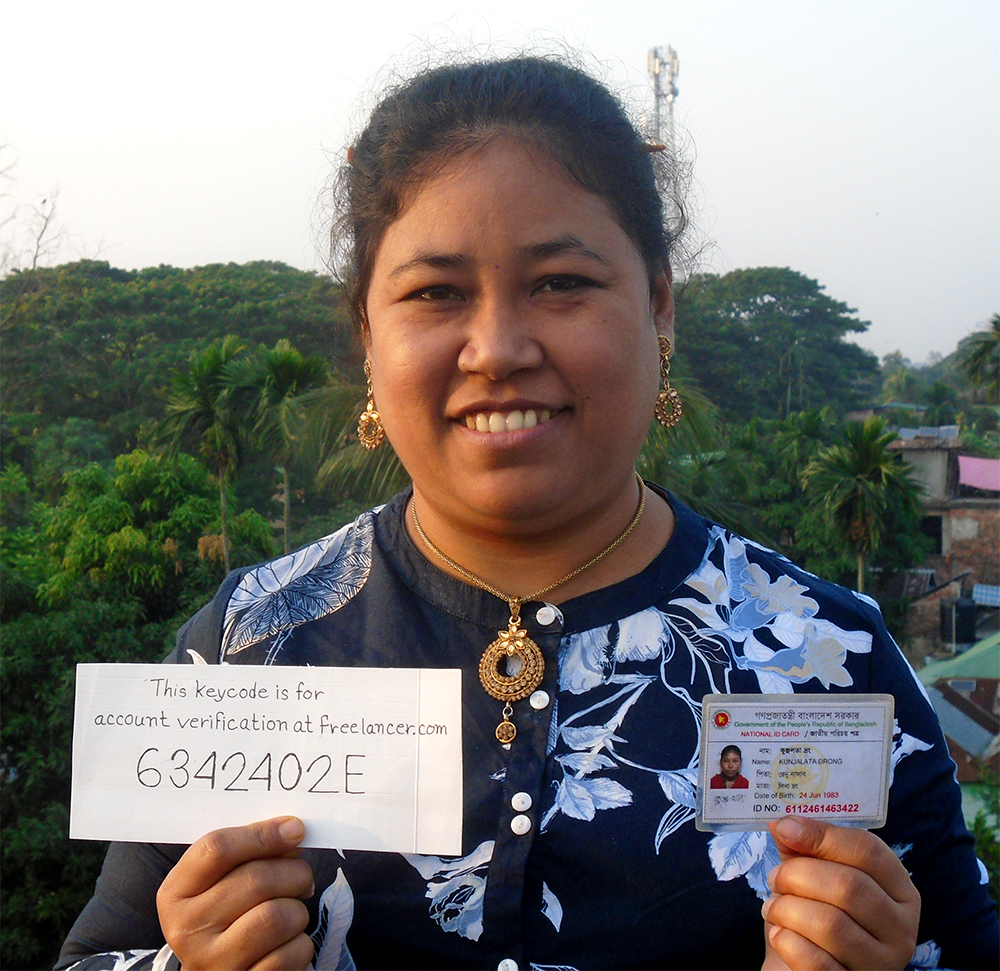 This keycode is for
account verification at freelancer.com
6342402E
গণপ্রজাতন্ত্রী বাংলাদেশ সরকার
Government of the People's Republic of Bangladesh
NATIONAL ID CARD / জাতীয় পরিচয় পত্র
নাম: কুঞ্জলতা দ্রং
Name: KUNJALATA DRONG
পিতা: রেনু নাফাক
মাতা: লিনা দ্রং
Date of Birth: 24 Jun 1983
ID NO: 6112461463422